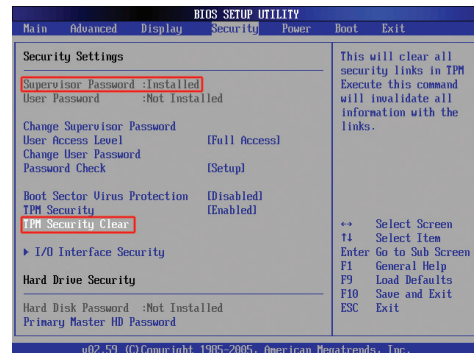 BIOS SETUP UTILITY
Main Advanced Display Security Power Boot Exit
Security Settings
Supervisor Password :Installed
User Password :Not Installed
Change Supervisor Password
User Access Level [Full Access]
Change User Password
Password Check [Setup]
Boot Sector Virus Protection [Disabled]
TPM Security [Enabled]
TPM Security Clear
▶ I/O Interface Security
Hard Drive Security
Hard Disk Password :Not Installed
Primary Master HD Password
This will clear all
security links in TPM
Execute this command
will invalidate all
information with the
links.
↔ Select Screen
↑↓ Select Item
Enter Go to Sub Screen
F1 General Help
F9 Load Defaults
F10 Save and Exit
ESC Exit
v02.59 (C)Copyright 1985-2005, American Megatrends, Inc.